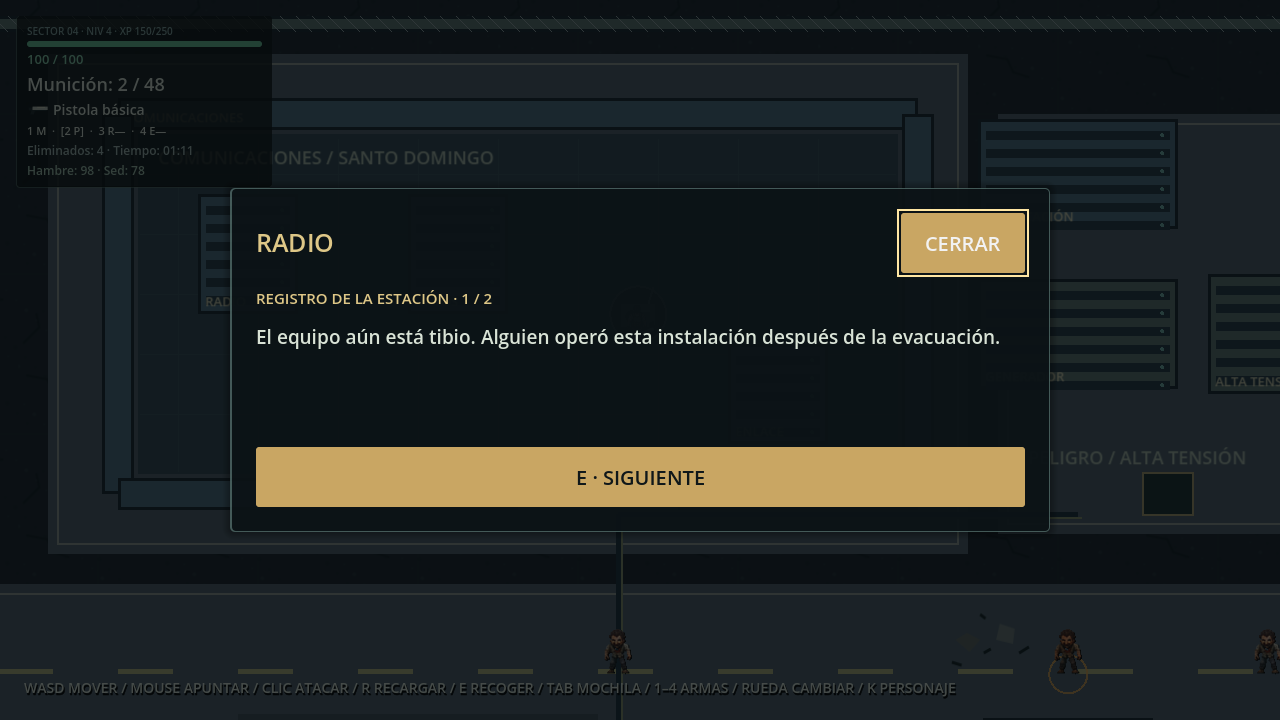 SECTOR 04 · NIV 4 · XP 150/250
100 / 100
Munición: 2 / 48
Pistola básica
1 M · [2 P] · 3 R— · 4 E—
Eliminados: 4 · Tiempo: 01:11
Hambre: 98 · Sed: 78
COMUNICACIONES / SANTO DOMINGO
RADIO
CERRAR
REGISTRO DE LA ESTACIÓN · 1 / 2
El equipo aún está tibio. Alguien operó esta instalación después de la evacuación.
E · SIGUIENTE
ALTA TENS
LIGRO / ALTA TENSIÓN
WASD MOVER / MOUSE APUNTAR / CLIC ATACAR / R RECARGAR / E RECOGER / TAB MOCHILA / 1–4 ARMAS / RUEDA CAMBIAR / K PERSONAJE